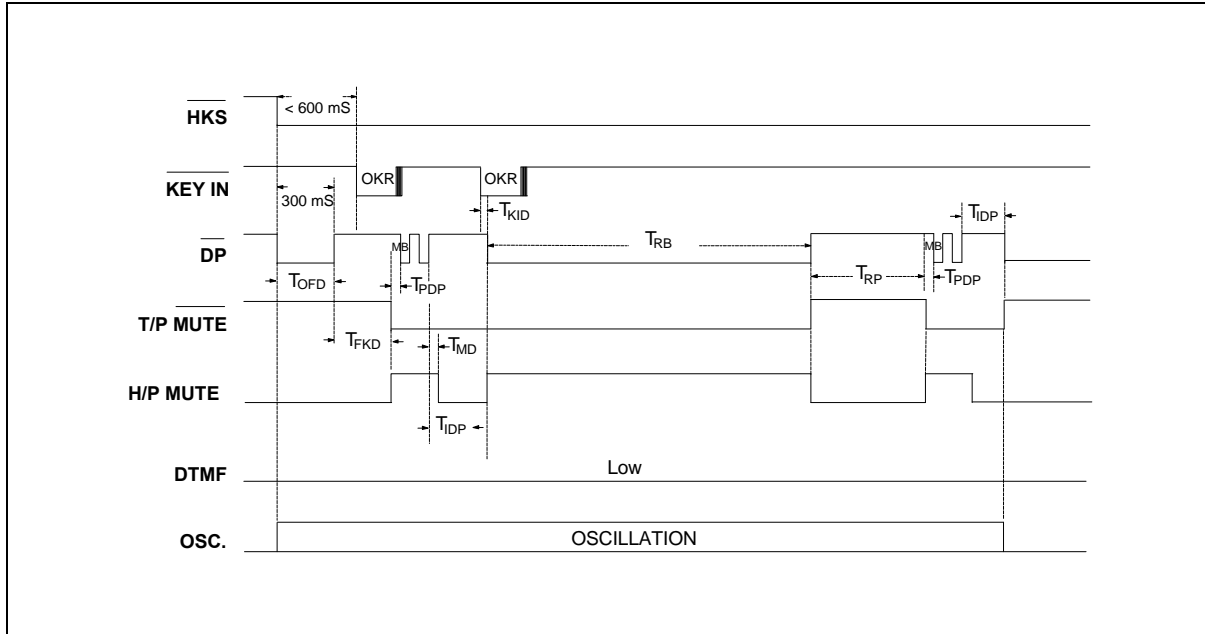 HKS
< 600 mS
KEY IN
OKR
OKR
300 mS
TKID
DP
MB
TRB
MB
TIDP
TOFD
TPDP
TRP
TPDP
T/P MUTE
TFKD
TMD
H/P MUTE
TIDP
DTMF
Low
OSC.
OSCILLATION